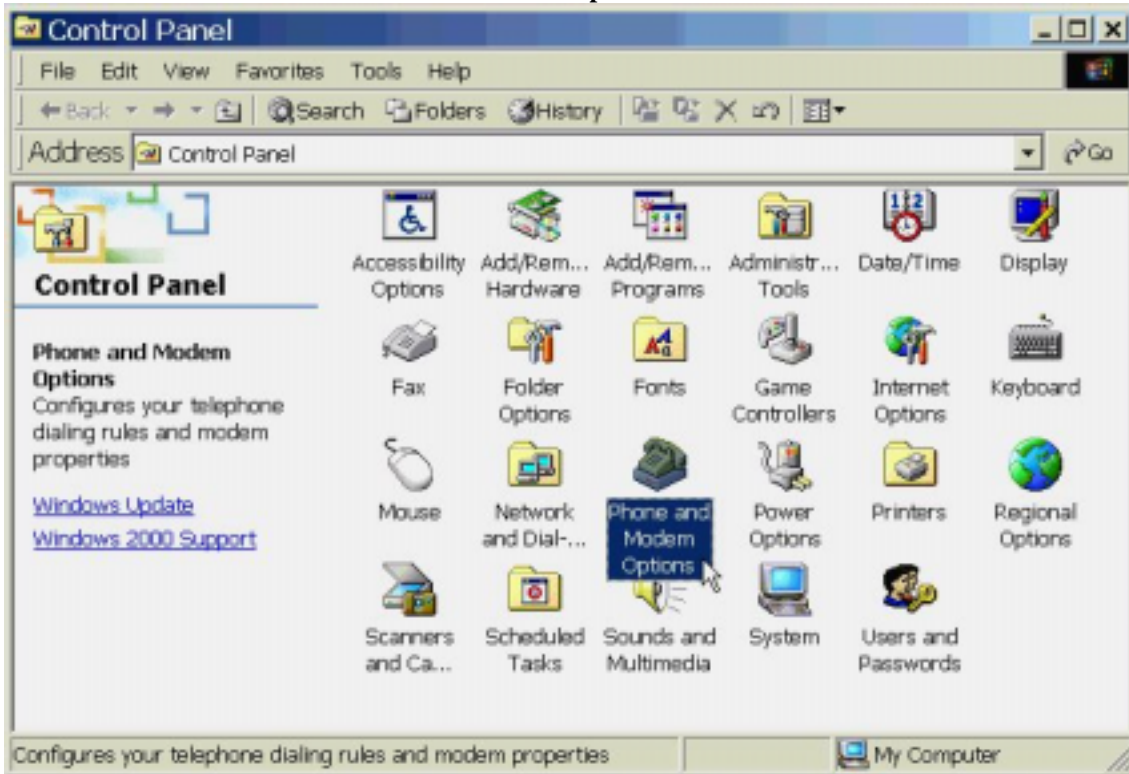 Control Panel
File Edit View Favorites Tools Help
Back Search Folders History
Address Control Panel Go
Control Panel
Phone and Modem
Options
Configures your telephone
dialing rules and modem
properties
Windows Update
Windows 2000 Support
Accessibility
Options
Add/Rem...
Hardware
Add/Rem...
Programs
Administr...
Tools
Date/Time
Display
Fax
Folder
Options
Fonts
Game
Controllers
Internet
Options
Keyboard
Mouse
Network
and Dial-...
Phone and
Modem
Options
Power
Options
Printers
Regional
Options
Scanners
and Ca...
Scheduled
Tasks
Sounds and
Multimedia
System
Users and
Passwords
Configures your telephone dialing rules and modem properties
My Computer